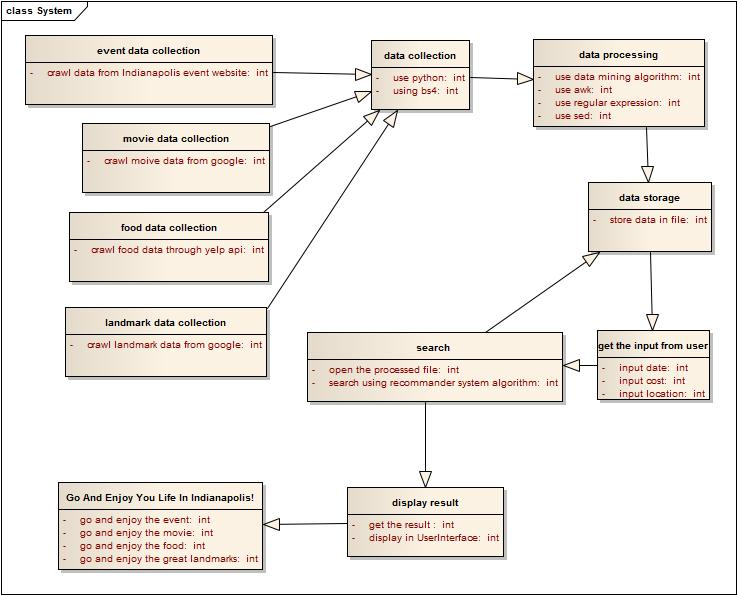 class System
event data collection
- crawl data from Indianapolis event website: int
data collection
- use python: int
- using bs4: int
data processing
- use data mining algorithm: int
- use awk: int
- use regular expression: int
- use sed: int
movie data collection
- crawl moive data from google: int
food data collection
- crawl food data through yelp api: int
data storage
- store data in file: int
landmark data collection
- crawl landmark data from google: int
search
- open the processed file: int
- search using recommander system algorithm: int
get the input from user
- input date: int
- input cost: int
- input location: int
Go And Enjoy You Life In Indianapolis!
- go and enjoy the event: int
- go and enjoy the movie: int
- go and enjoy the food: int
- go and enjoy the great landmarks: int
display result
- get the result : int
- display in UserInterface: int